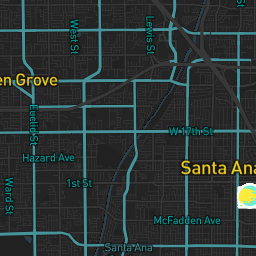 West St
Lewis St
en Grove
Euclid St
W 17th St
Hazard Ave
Santa Ana
1st St
Ward St
McFadden Ave
Santa Ana